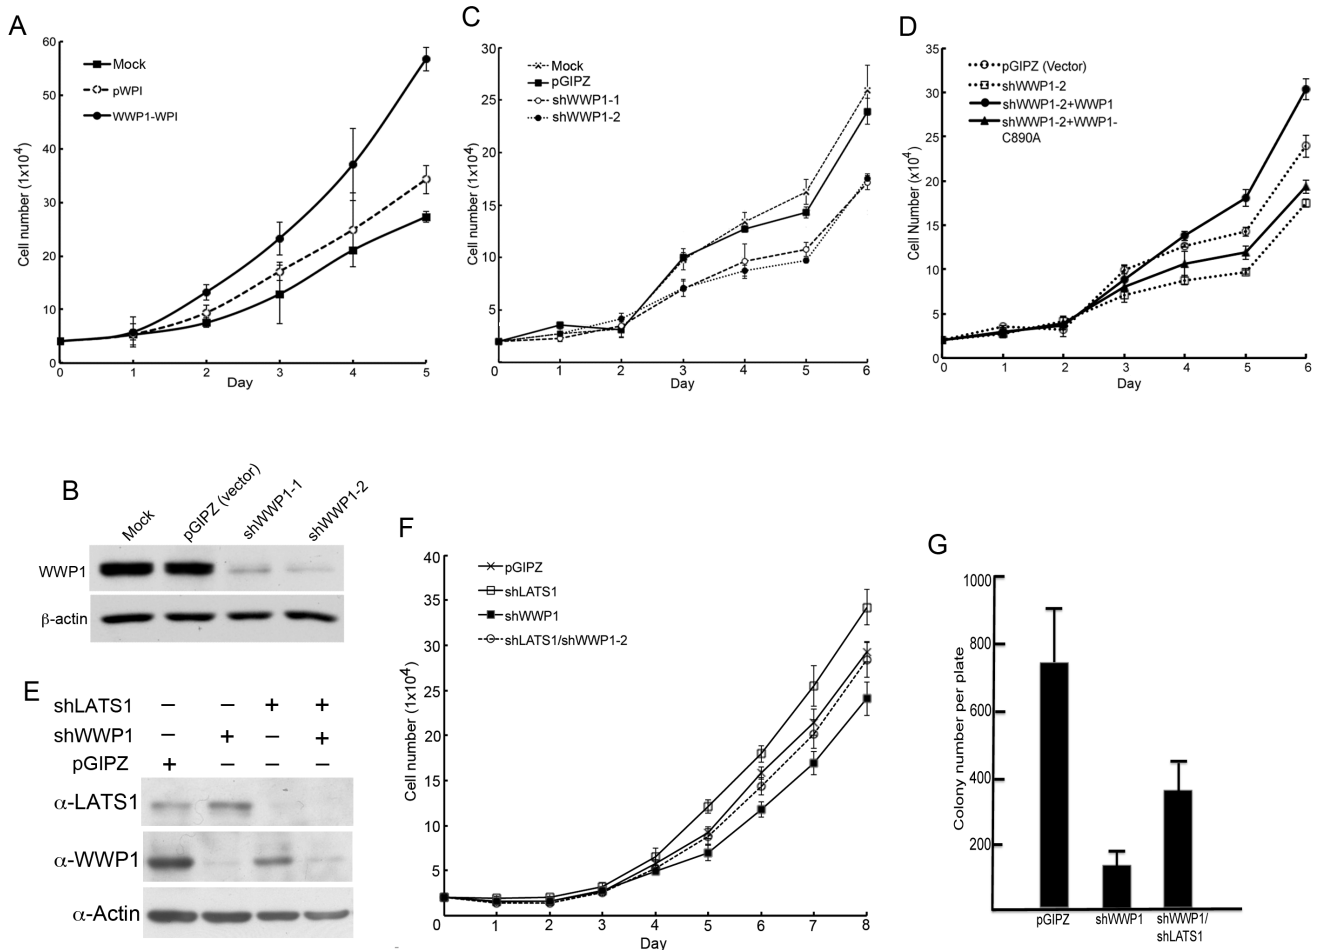 A
60
50
40
30
20
10
0
Cell number (1x10⁴)
Mock
pWPI
WWP1-WPI
0 1 2 3 4 5
Day
C
30
25
20
15
10
5
Cell number (1x10⁴)
Mock
pGIPZ
shWWP1-1
shWWP1-2
0 1 2 3 4 5 6
Day
D
35
30
25
20
15
10
5
0
Cell Number (x10⁴)
pGIPZ (Vector)
shWWP1-2
shWWP1-2+WWP1
shWWP1-2+WWP1-
C890A
0 1 2 3 4 5 6
Day
B
Mock
pGIPZ (vector)
shWWP1-1
shWWP1-2
WWP1
β-actin
E
shLATS1 – – + +
shWWP1 – + – +
pGIPZ + – – –
α-LATS1
α-WWP1
α-Actin
F
40
35
30
25
20
15
10
5
0
Cell number (1x10⁴)
pGIPZ
shLATS1
shWWP1
shLATS1/shWWP1-2
1 2 3 4 5 6 7 8
Day
G
1000
800
600
400
200
Colony number per plate
pGIPZ
shWWP1
shWWP1/
shLATS1